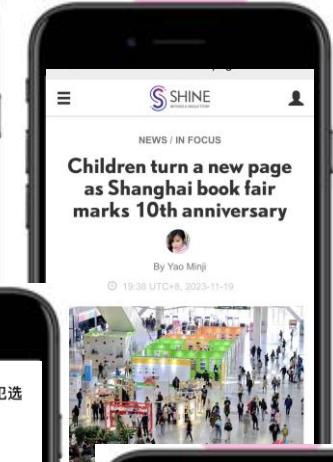 SHINE
NEWS / IN FOCUS
Children turn a new page
as Shanghai book fair
marks 10th anniversary
By Yao Minji
19:38 UTC+8, 2023-11-19
选